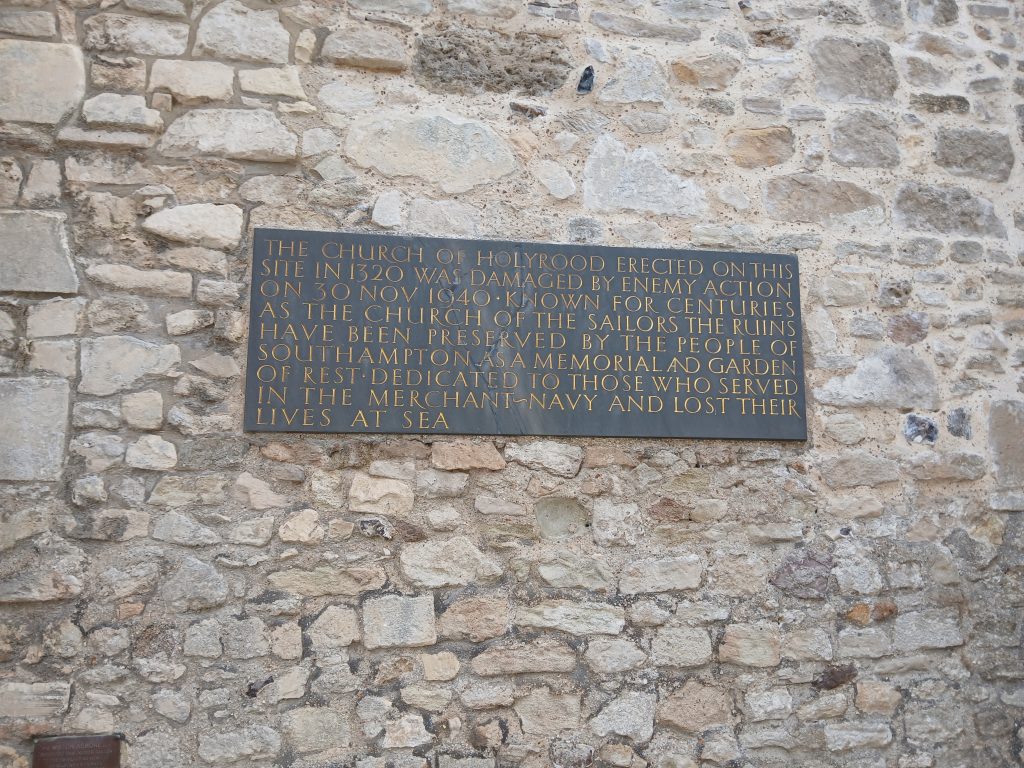 THE CHURCH OF HOLYROOD ERECTED ON THIS
SITE IN 1320 WAS DAMAGED BY ENEMY ACTION
ON 30 NOV 1940 · KNOWN FOR CENTURIES
AS THE CHURCH OF THE SAILORS THE RUINS
HAVE BEEN PRESERVED BY THE PEOPLE OF
SOUTHAMPTON AS A MEMORIAL AND GARDEN
OF REST · DEDICATED TO THOSE WHO SERVED
IN THE MERCHANT~NAVY AND LOST THEIR
LIVES AT SEA